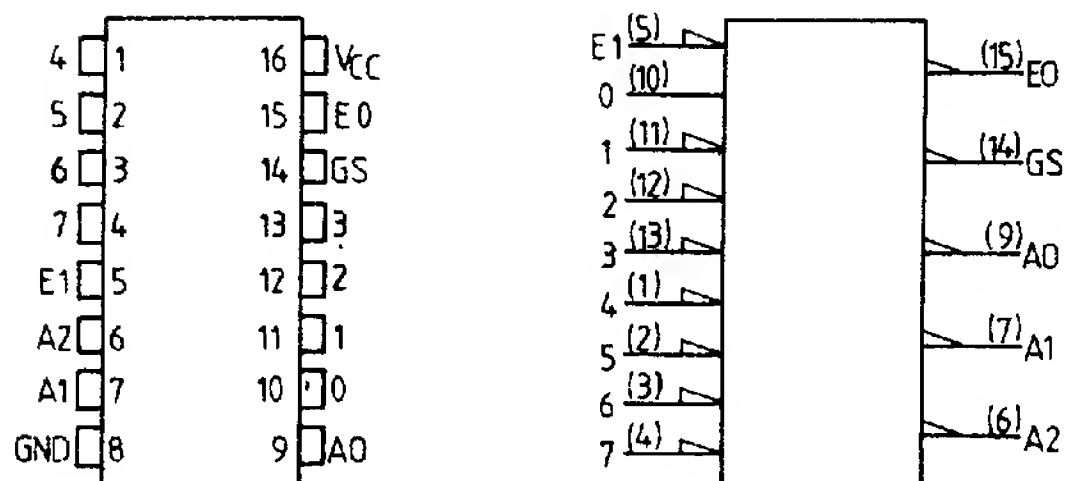 4 1 16 VCC
5 2 15 E0
6 3 14 GS
7 4 13 3
E1 5 12 2
A2 6 11 1
A1 7 10 0
GND 8 9 A0
E1 (5)
0 (10)
1 (11)
2 (12)
3 (13)
4 (1)
5 (2)
6 (3)
7 (4)
(15) E0
(14) GS
(9) A0
(7) A1
(6) A2